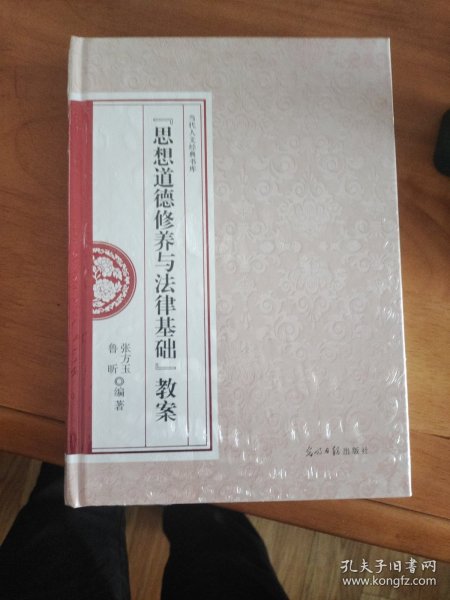 当代人文经典书库
『思想道德修养与法律基础』教案
张方玉
鲁昕◎编著
光明日报出版社
孔夫子旧书网
www.kongfz.com